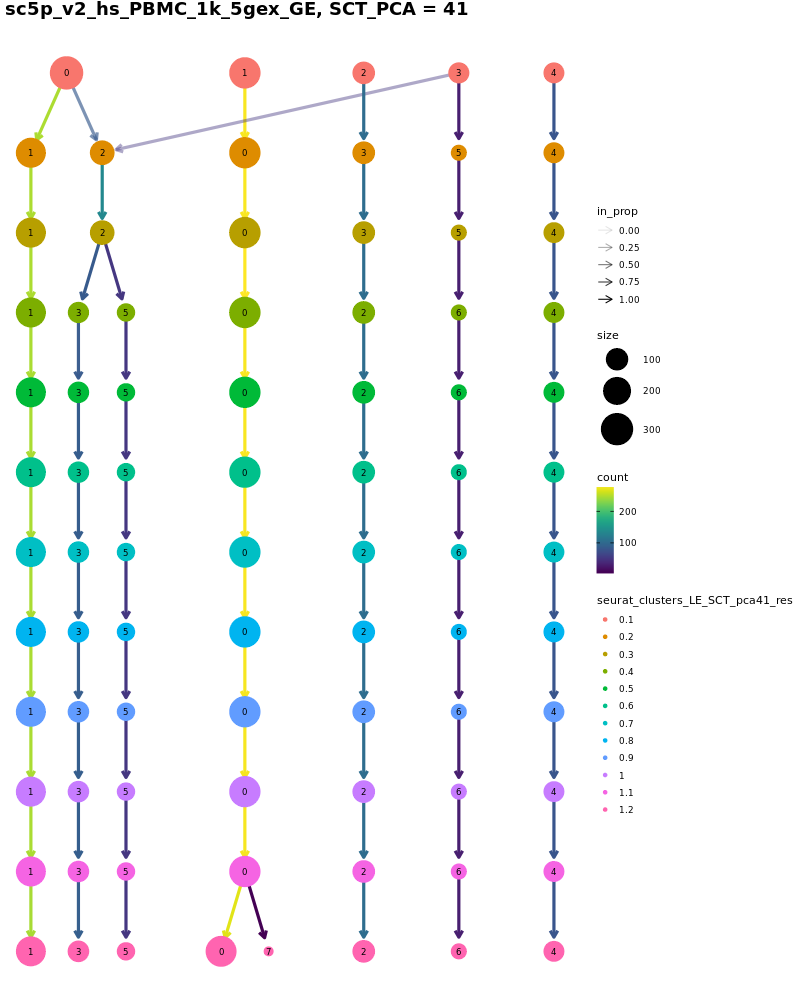 sc5p_v2_hs_PBMC_1k_5gex_GE, SCT_PCA = 41
0 1 2 3 4
1 2 0 3 5 4
1 2 0 3 5 4
1 3 5 0 2 6 4
1 3 5 0 2 6 4
1 3 5 0 2 6 4
1 3 5 0 2 6 4
1 3 5 0 2 6 4
1 3 5 0 2 6 4
1 3 5 0 2 6 4
1 3 5 0 2 6 4
1 3 5 0 7 2 6 4
in_prop
0.00
0.25
0.50
0.75
1.00
size
100
200
300
count
200
100
seurat_clusters_LE_SCT_pca41_res
0.1
0.2
0.3
0.4
0.5
0.6
0.7
0.8
0.9
1
1.1
1.2